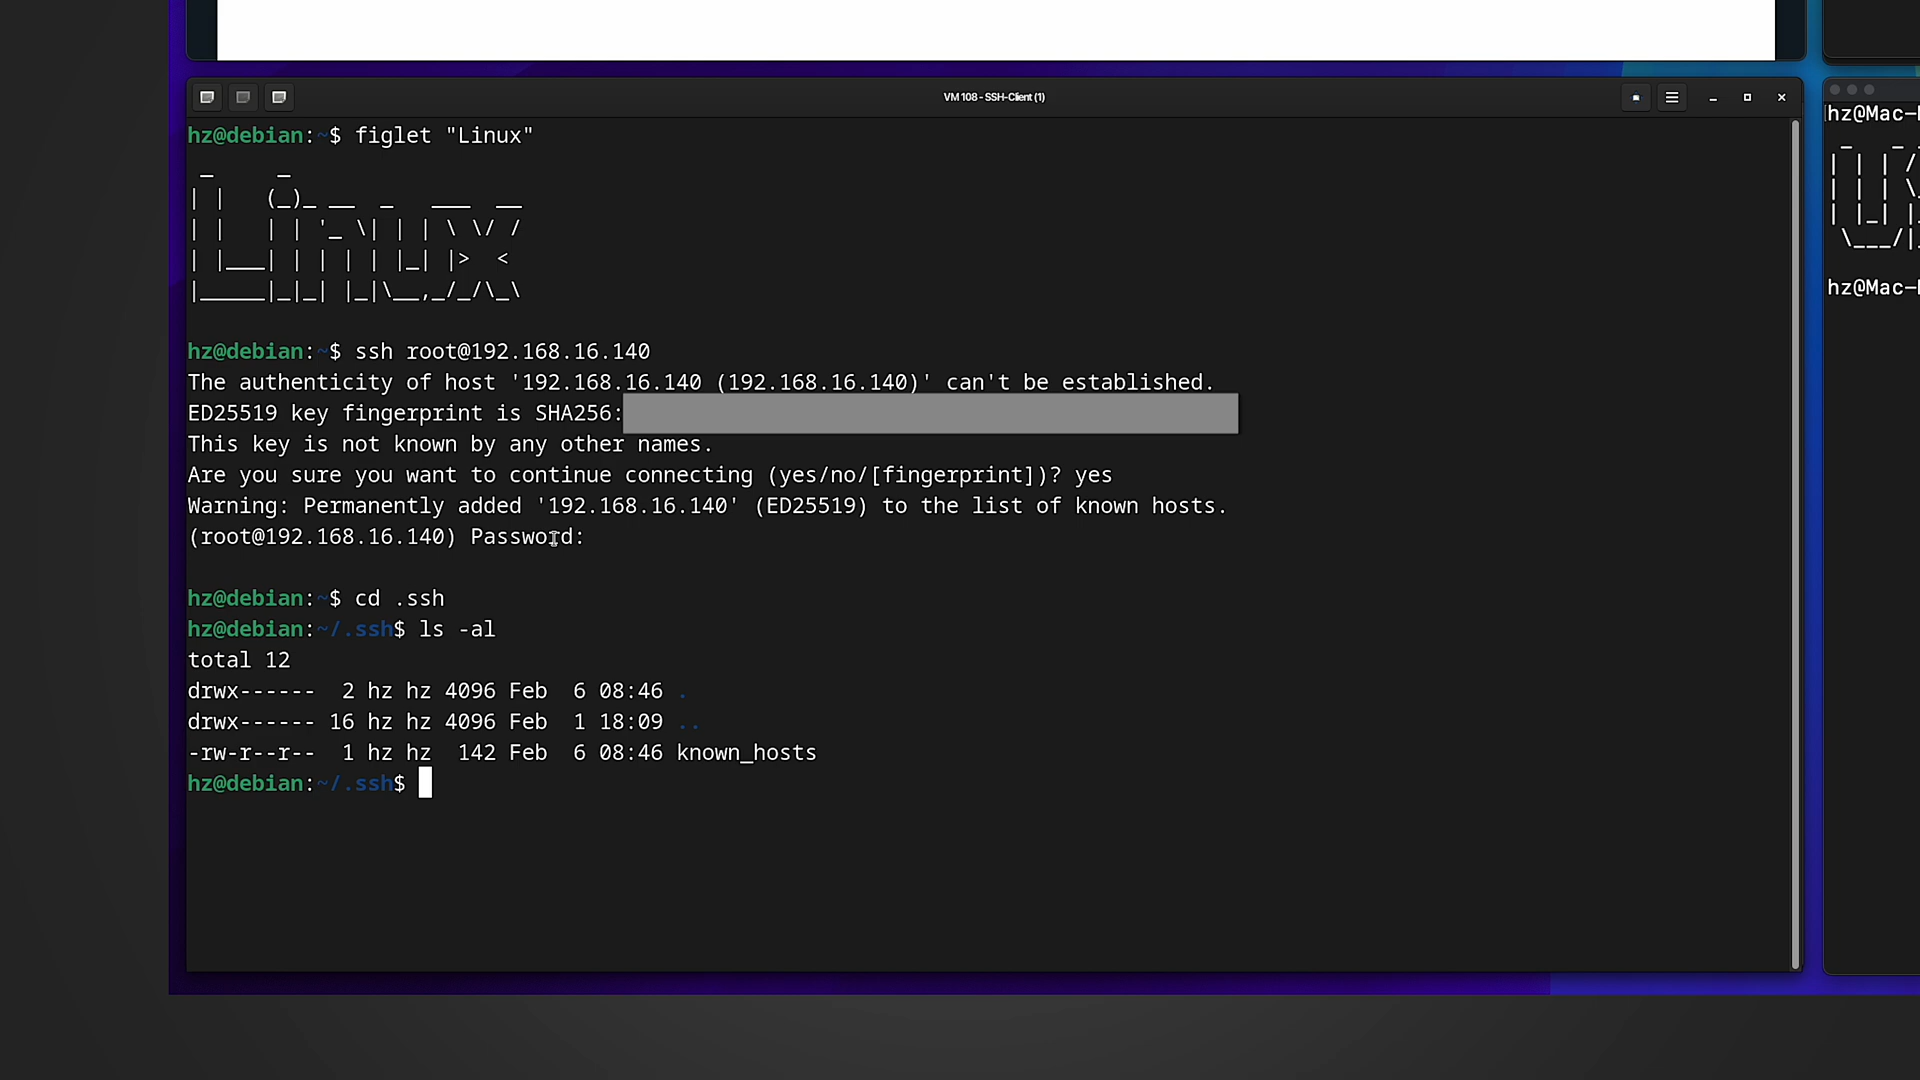 VM 108 - SSH-Client (1)
hz@debian:~$ figlet "Linux"
 _     _
| |   (_)_ __  _   ___  __
| |   | | '_ \| | | \ \/ /
| |___| | | | | |_| |>  <
|_____|_|_| |_|\__,_/_/\_\
hz@debian:~$ ssh root@192.168.16.140
The authenticity of host '192.168.16.140 (192.168.16.140)' can't be established.
ED25519 key fingerprint is SHA256:
This key is not known by any other names.
Are you sure you want to continue connecting (yes/no/[fingerprint])? yes
Warning: Permanently added '192.168.16.140' (ED25519) to the list of known hosts.
(root@192.168.16.140) Password:
hz@debian:~$ cd .ssh
hz@debian:~/.ssh$ ls -al
total 12
drwx------  2 hz hz 4096 Feb  6 08:46 .
drwx------ 16 hz hz 4096 Feb  1 18:09 ..
-rw-r--r--  1 hz hz  142 Feb  6 08:46 known_hosts
hz@debian:~/.ssh$
hz@Mac-
hz@Mac-